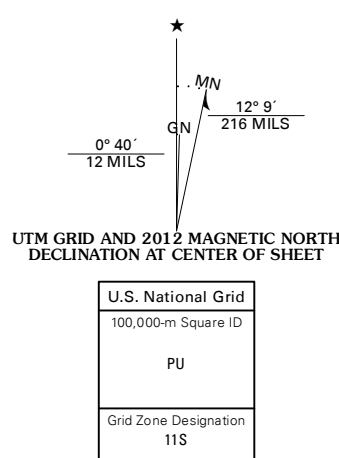 ★
MN
12° 9´
216 MILS
GN
0° 40´
12 MILS
UTM GRID AND 2012 MAGNETIC NORTH
DECLINATION AT CENTER OF SHEET
U.S. National Grid
100,000-m Square ID
PU
Grid Zone Designation
11S